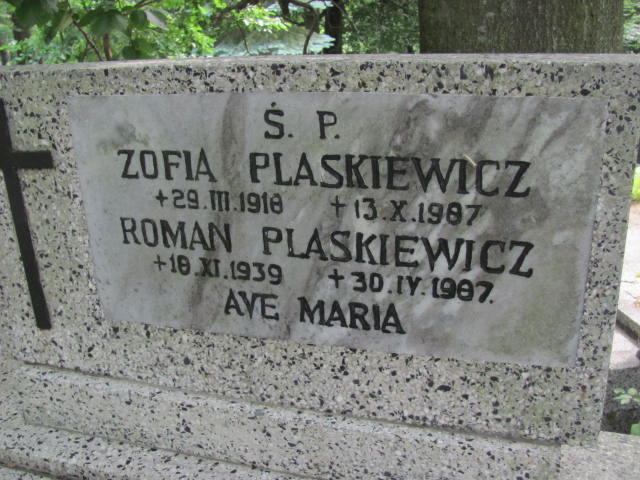 Ś. P.
ZOFIA PLASKIEWICZ
+29.III.1918 +13.X.1987
ROMAN PLASKIEWICZ
+18.XI.1939 +30.IV.1987.
AVE MARIA